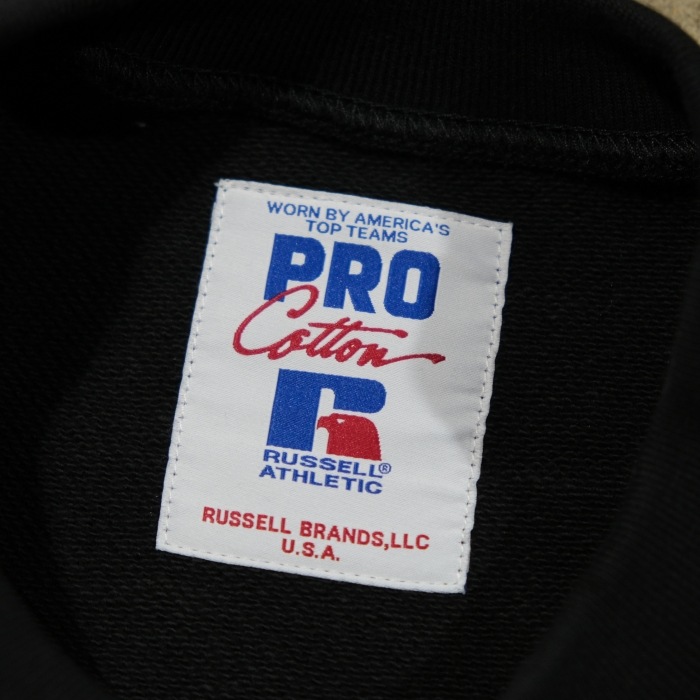 WORN BY AMERICA'S
TOP TEAMS
PRO
Cotton
RUSSELL®
ATHLETIC
RUSSELL BRANDS,LLC
U.S.A.